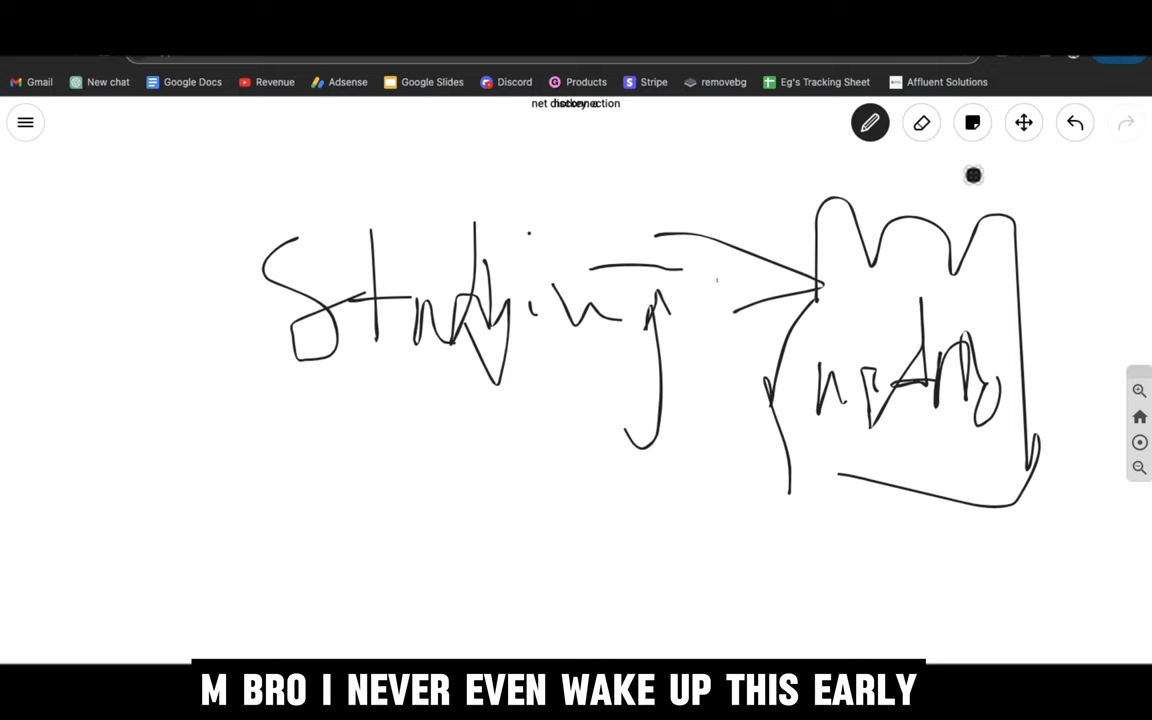 Gmail New chat Google Docs Revenue Adsense Google Slides Discord Products Stripe removebg Eg's Tracking Sheet Affluent Solutions
Studying
M BRO I NEVER EVEN WAKE UP THIS EARLY